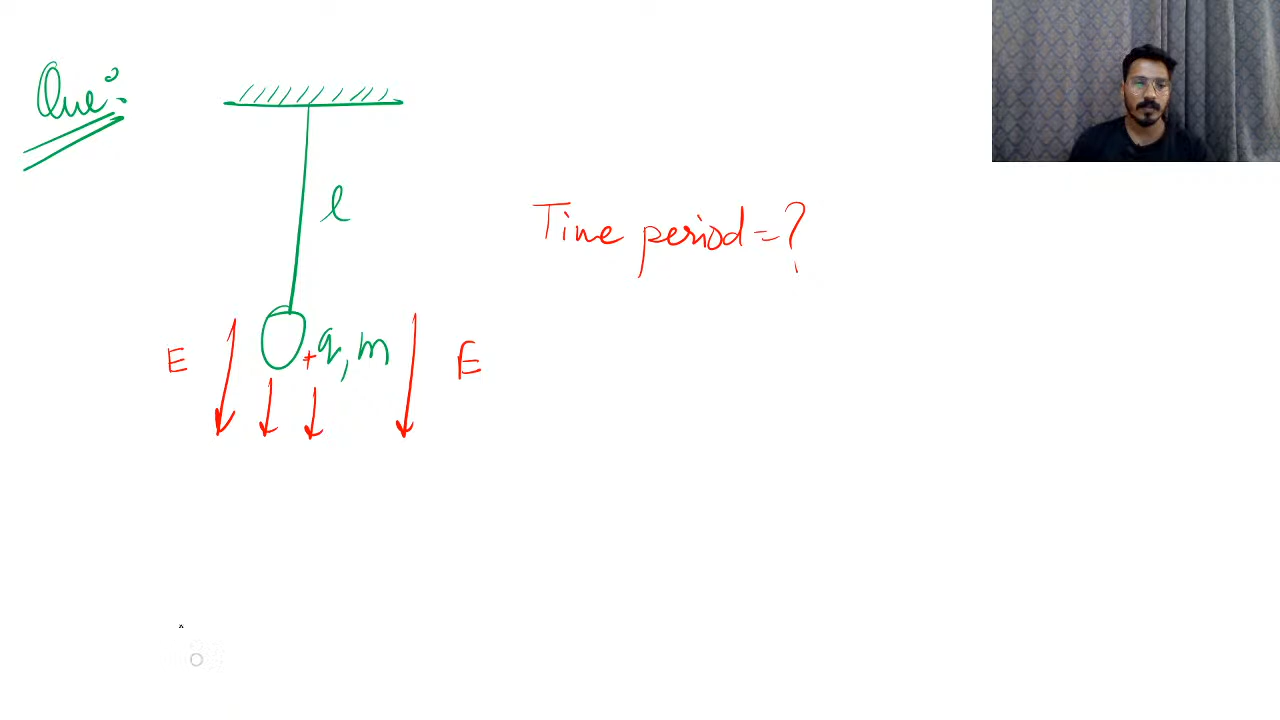 Que:
l
Time period = ?
+q, m
E
E